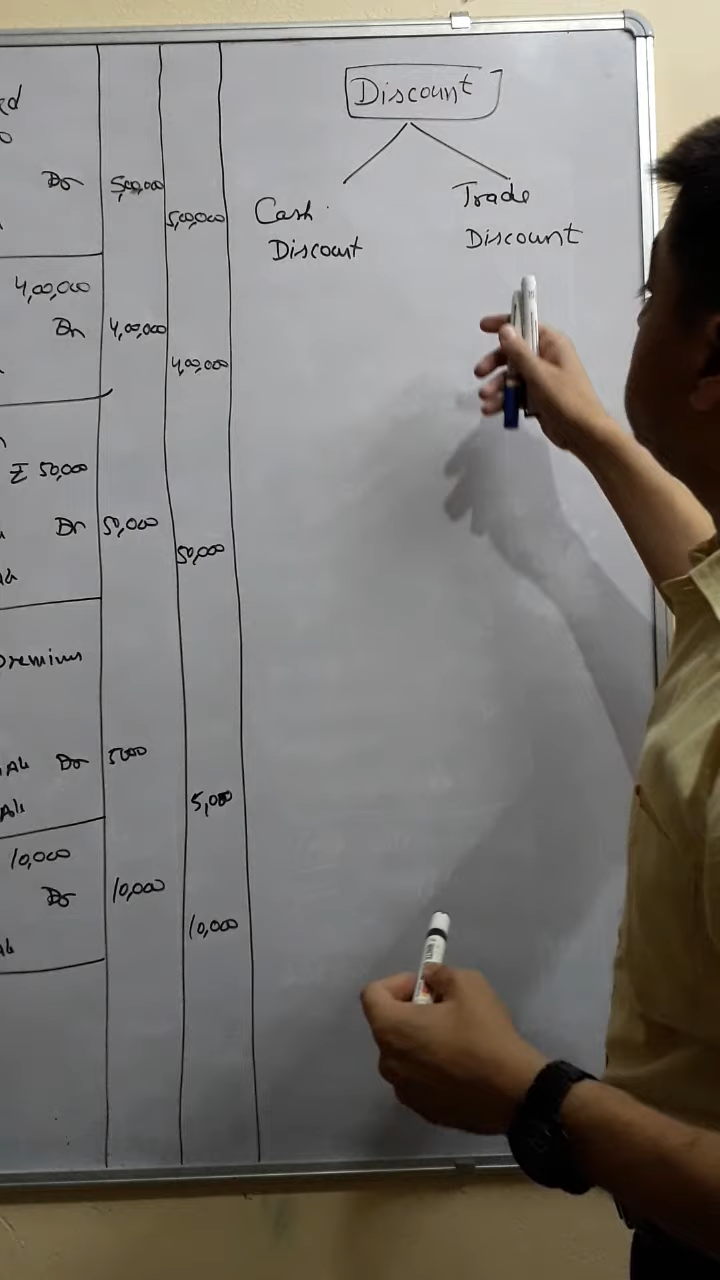 Discount
Cash
Discount
Trade
Discount
Dr 5,00,000
5,00,000
4,00,000
Dr 4,00,000
4,00,000
₹ 50,000
Dr 50,000
50,000
Premium
Dr 5000
5,000
10,000
Dr 10,000
10,000